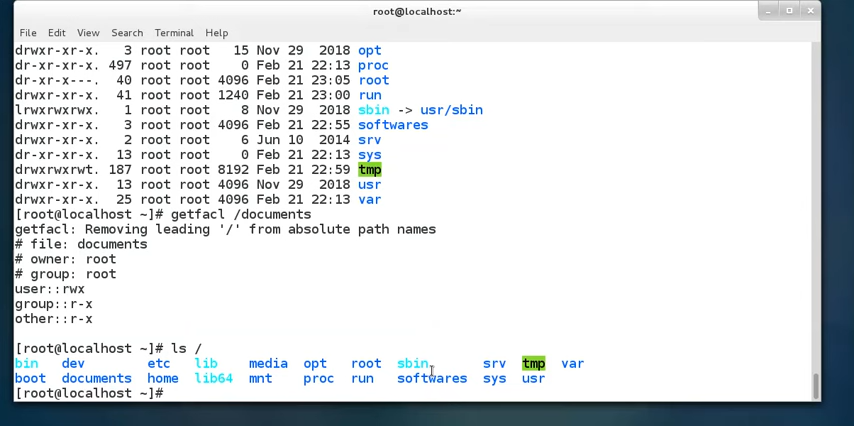 root@localhost:~
File Edit View Search Terminal Help
drwxr-xr-x. 3 root root 15 Nov 29 2018 opt
dr-xr-xr-x. 497 root root 0 Feb 21 22:13 proc
dr-xr-x---. 40 root root 4096 Feb 21 23:05 root
drwxr-xr-x. 41 root root 1240 Feb 21 23:00 run
lrwxrwxrwx. 1 root root 8 Nov 29 2018 sbin -> usr/sbin
drwxr-xr-x. 3 root root 4096 Feb 21 22:55 softwares
drwxr-xr-x. 2 root root 6 Jun 10 2014 srv
dr-xr-xr-x. 13 root root 0 Feb 21 22:13 sys
drwxrwxrwt. 187 root root 8192 Feb 21 22:59 tmp
drwxr-xr-x. 13 root root 4096 Nov 29 2018 usr
drwxr-xr-x. 25 root root 4096 Feb 21 22:13 var
[root@localhost ~]# getfacl /documents
getfacl: Removing leading '/' from absolute path names
# file: documents
# owner: root
# group: root
user::rwx
group::r-x
other::r-x
[root@localhost ~]# ls /
bin dev etc lib media opt root sbin srv tmp var
boot documents home lib64 mnt proc run softwares sys usr
[root@localhost ~]#